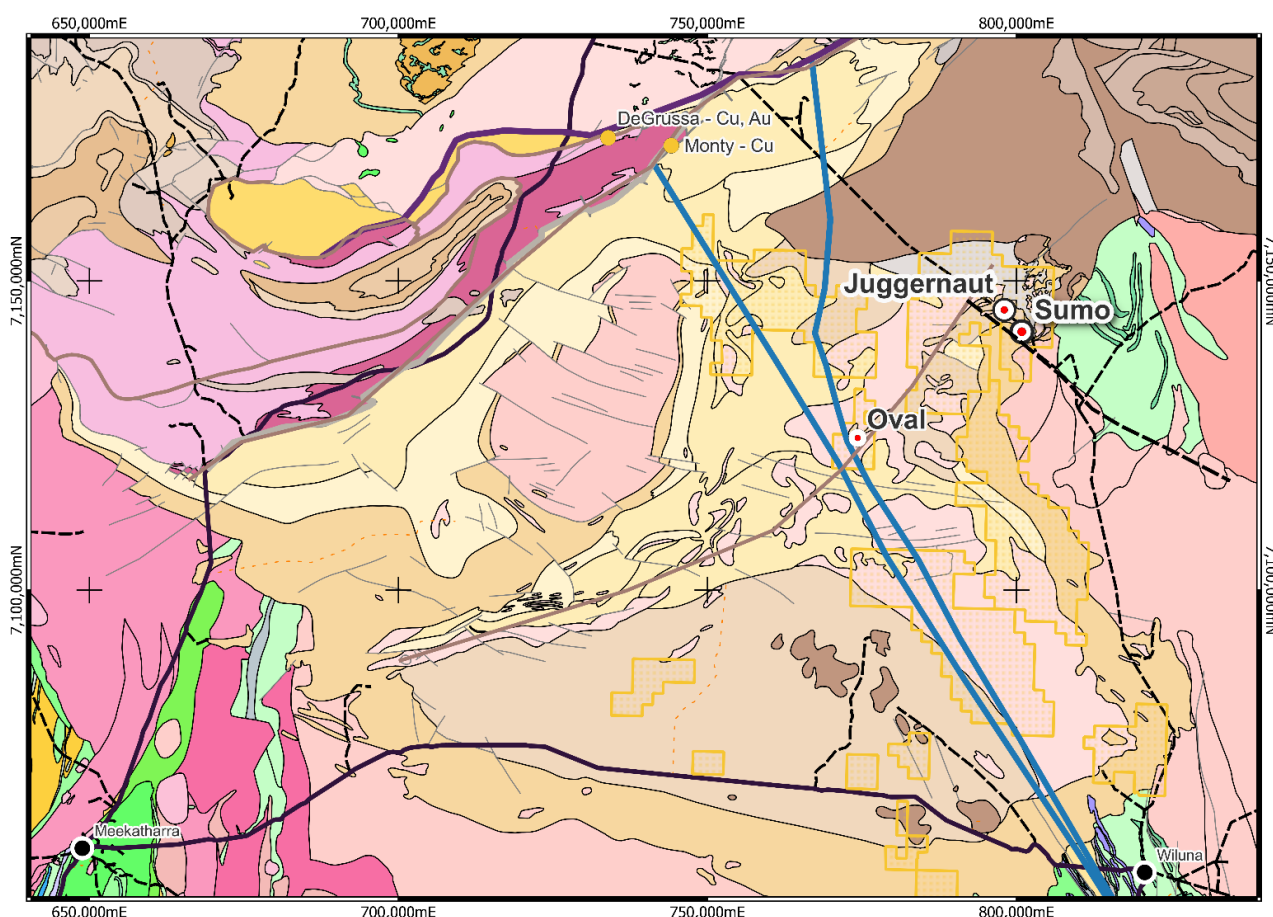 650,000mE 700,000mE 750,000mE 800,000mE
DeGrussa - Cu, Au
Monty - Cu
7,150,000mN
7,150,000mN
Juggernaut
Sumo
Oval
7,100,000mN
7,100,000mN
Meekatharra
Wiluna
650,000mE 700,000mE 750,000mE 800,000mE